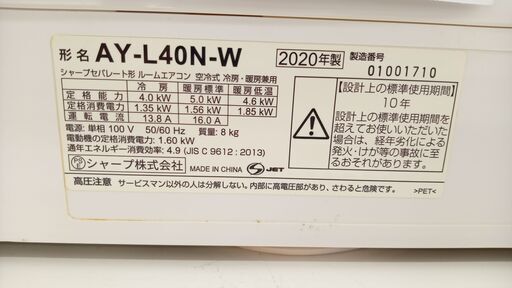 形名 AY-L40N-W 2020年製 製造番号
01001710
シャープセパレート形 ルームエアコン 空冷式 冷房・暖房兼用
冷房 暖房標準 暖房低温
定格能力 4.0 kW 5.0 kW 4.6 kW
定格消費電力 1.35 kW 1.56 kW 1.85 kW
運転電流 13.8 A 16.0 A
電源: 単相 100 V 50/60 Hz 質量: 8 kg
電動機の定格消費電力: 1.60 kW
通年エネルギー消費効率: 4.9 (JIS C 9612 : 2013)
シャープ株式会社 MADE IN CHINA S JET
【設計上の標準使用期間】
10 年
設計上の標準使用期間を
超えてお使いいただいた
場合は、経年劣化による
発火・けが等の事故に至
るおそれがあります。
高圧注意 サービスマン以外の人は分解しない。内部に高電圧部があり、さわると危険です。 >PET<